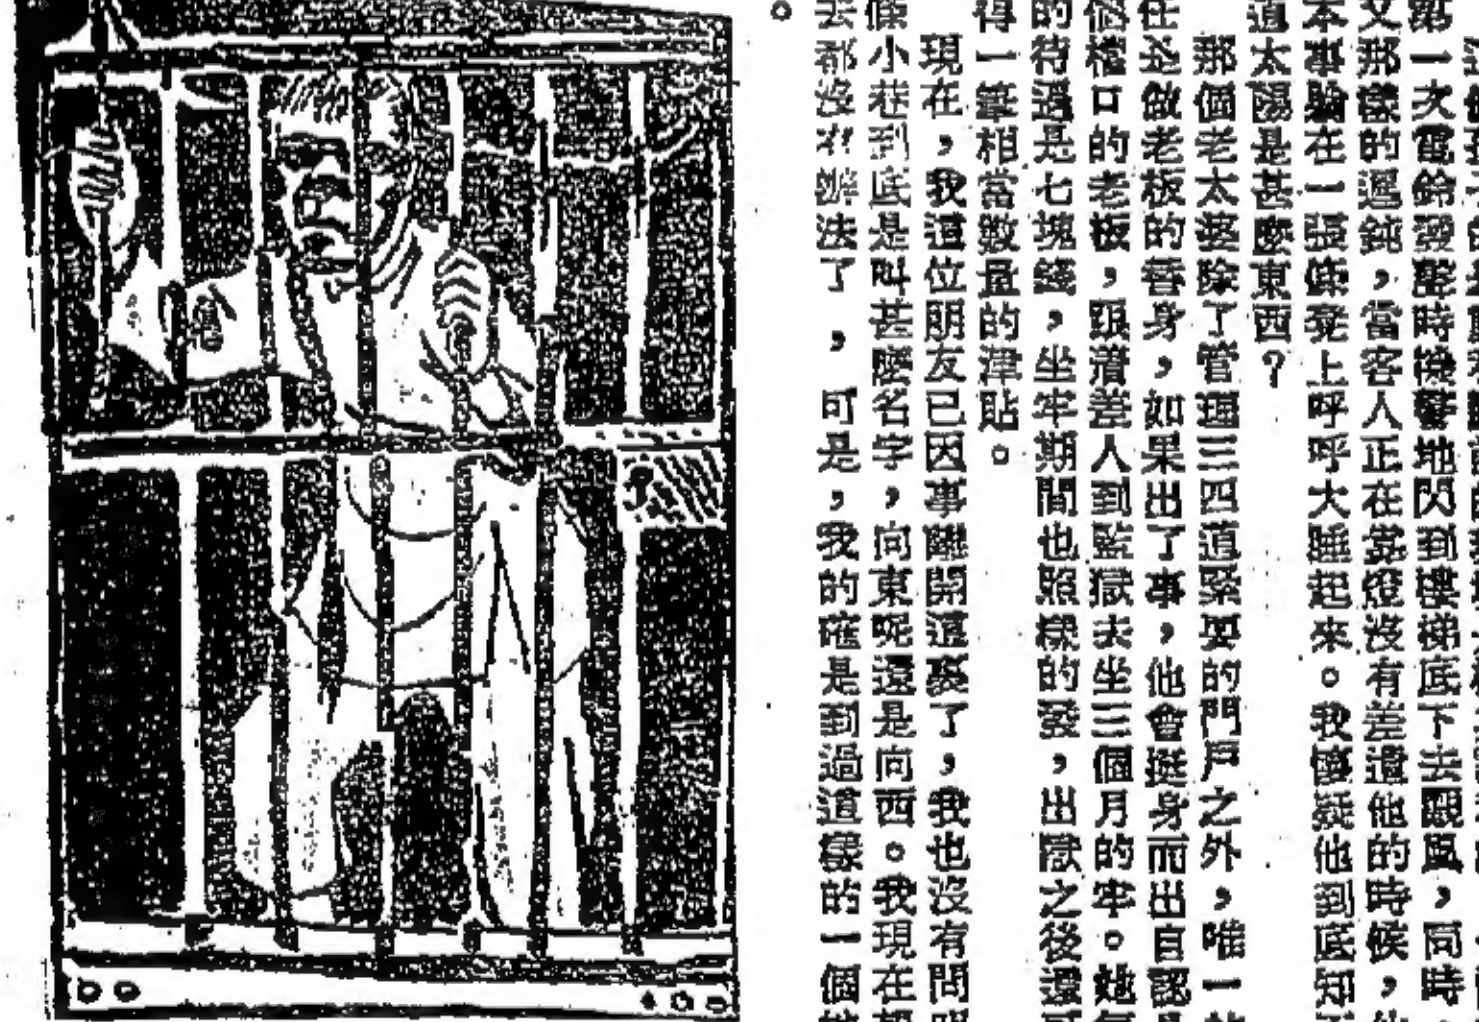 第一次電鈴發聲時機警地閃到樓梯底下去觀風，同時
文那樣的遲鈍，當客人正在裳燈沒有差遣他的時候，
本事躺在一張傢上呼呼大睡起來。我懷疑他到底知
道太陽是甚麼東西？
那個老太婆除了管理三四道緊要的門戶之外，唯一
任是做老板的替身，如果出了事，他會挺身而出自認
個檔口的老板，跟着差人到監獄去坐三個月的牢。她每
的待遇是七塊錢，坐牢期間也照樣的發，出獄之後還
得一筆相當數量的津貼。
現在，我這位朋友已因事離開這裏了，我也沒有問
條小巷到底是叫甚麼名字，向東呢還是向西。我現在想
去都沒有辦法了，可是，我的確是到過這樣的一個地
。